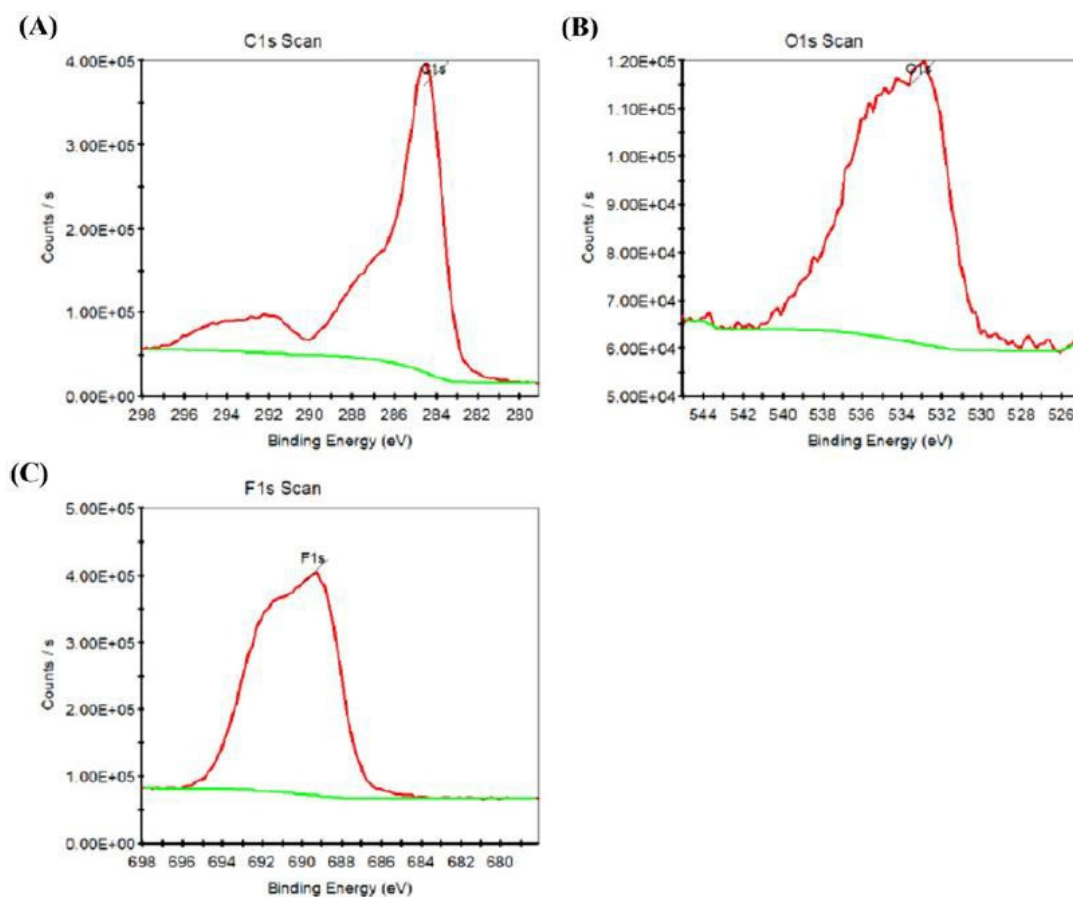 (A)
C1s Scan
C1s
Counts / s
4.00E+05
3.00E+05
2.00E+05
1.00E+05
0.00E+00
298 296 294 292 290 288 286 284 282 280
Binding Energy (eV)
(B)
O1s Scan
O1s
Counts / s
1.20E+05
1.10E+05
1.00E+05
9.00E+04
8.00E+04
7.00E+04
6.00E+04
5.00E+04
544 542 540 538 536 534 532 530 528 526
Binding Energy (eV)
(C)
F1s Scan
F1s
Counts / s
5.00E+05
4.00E+05
3.00E+05
2.00E+05
1.00E+05
0.00E+00
698 696 694 692 690 688 686 684 682 680
Binding Energy (eV)